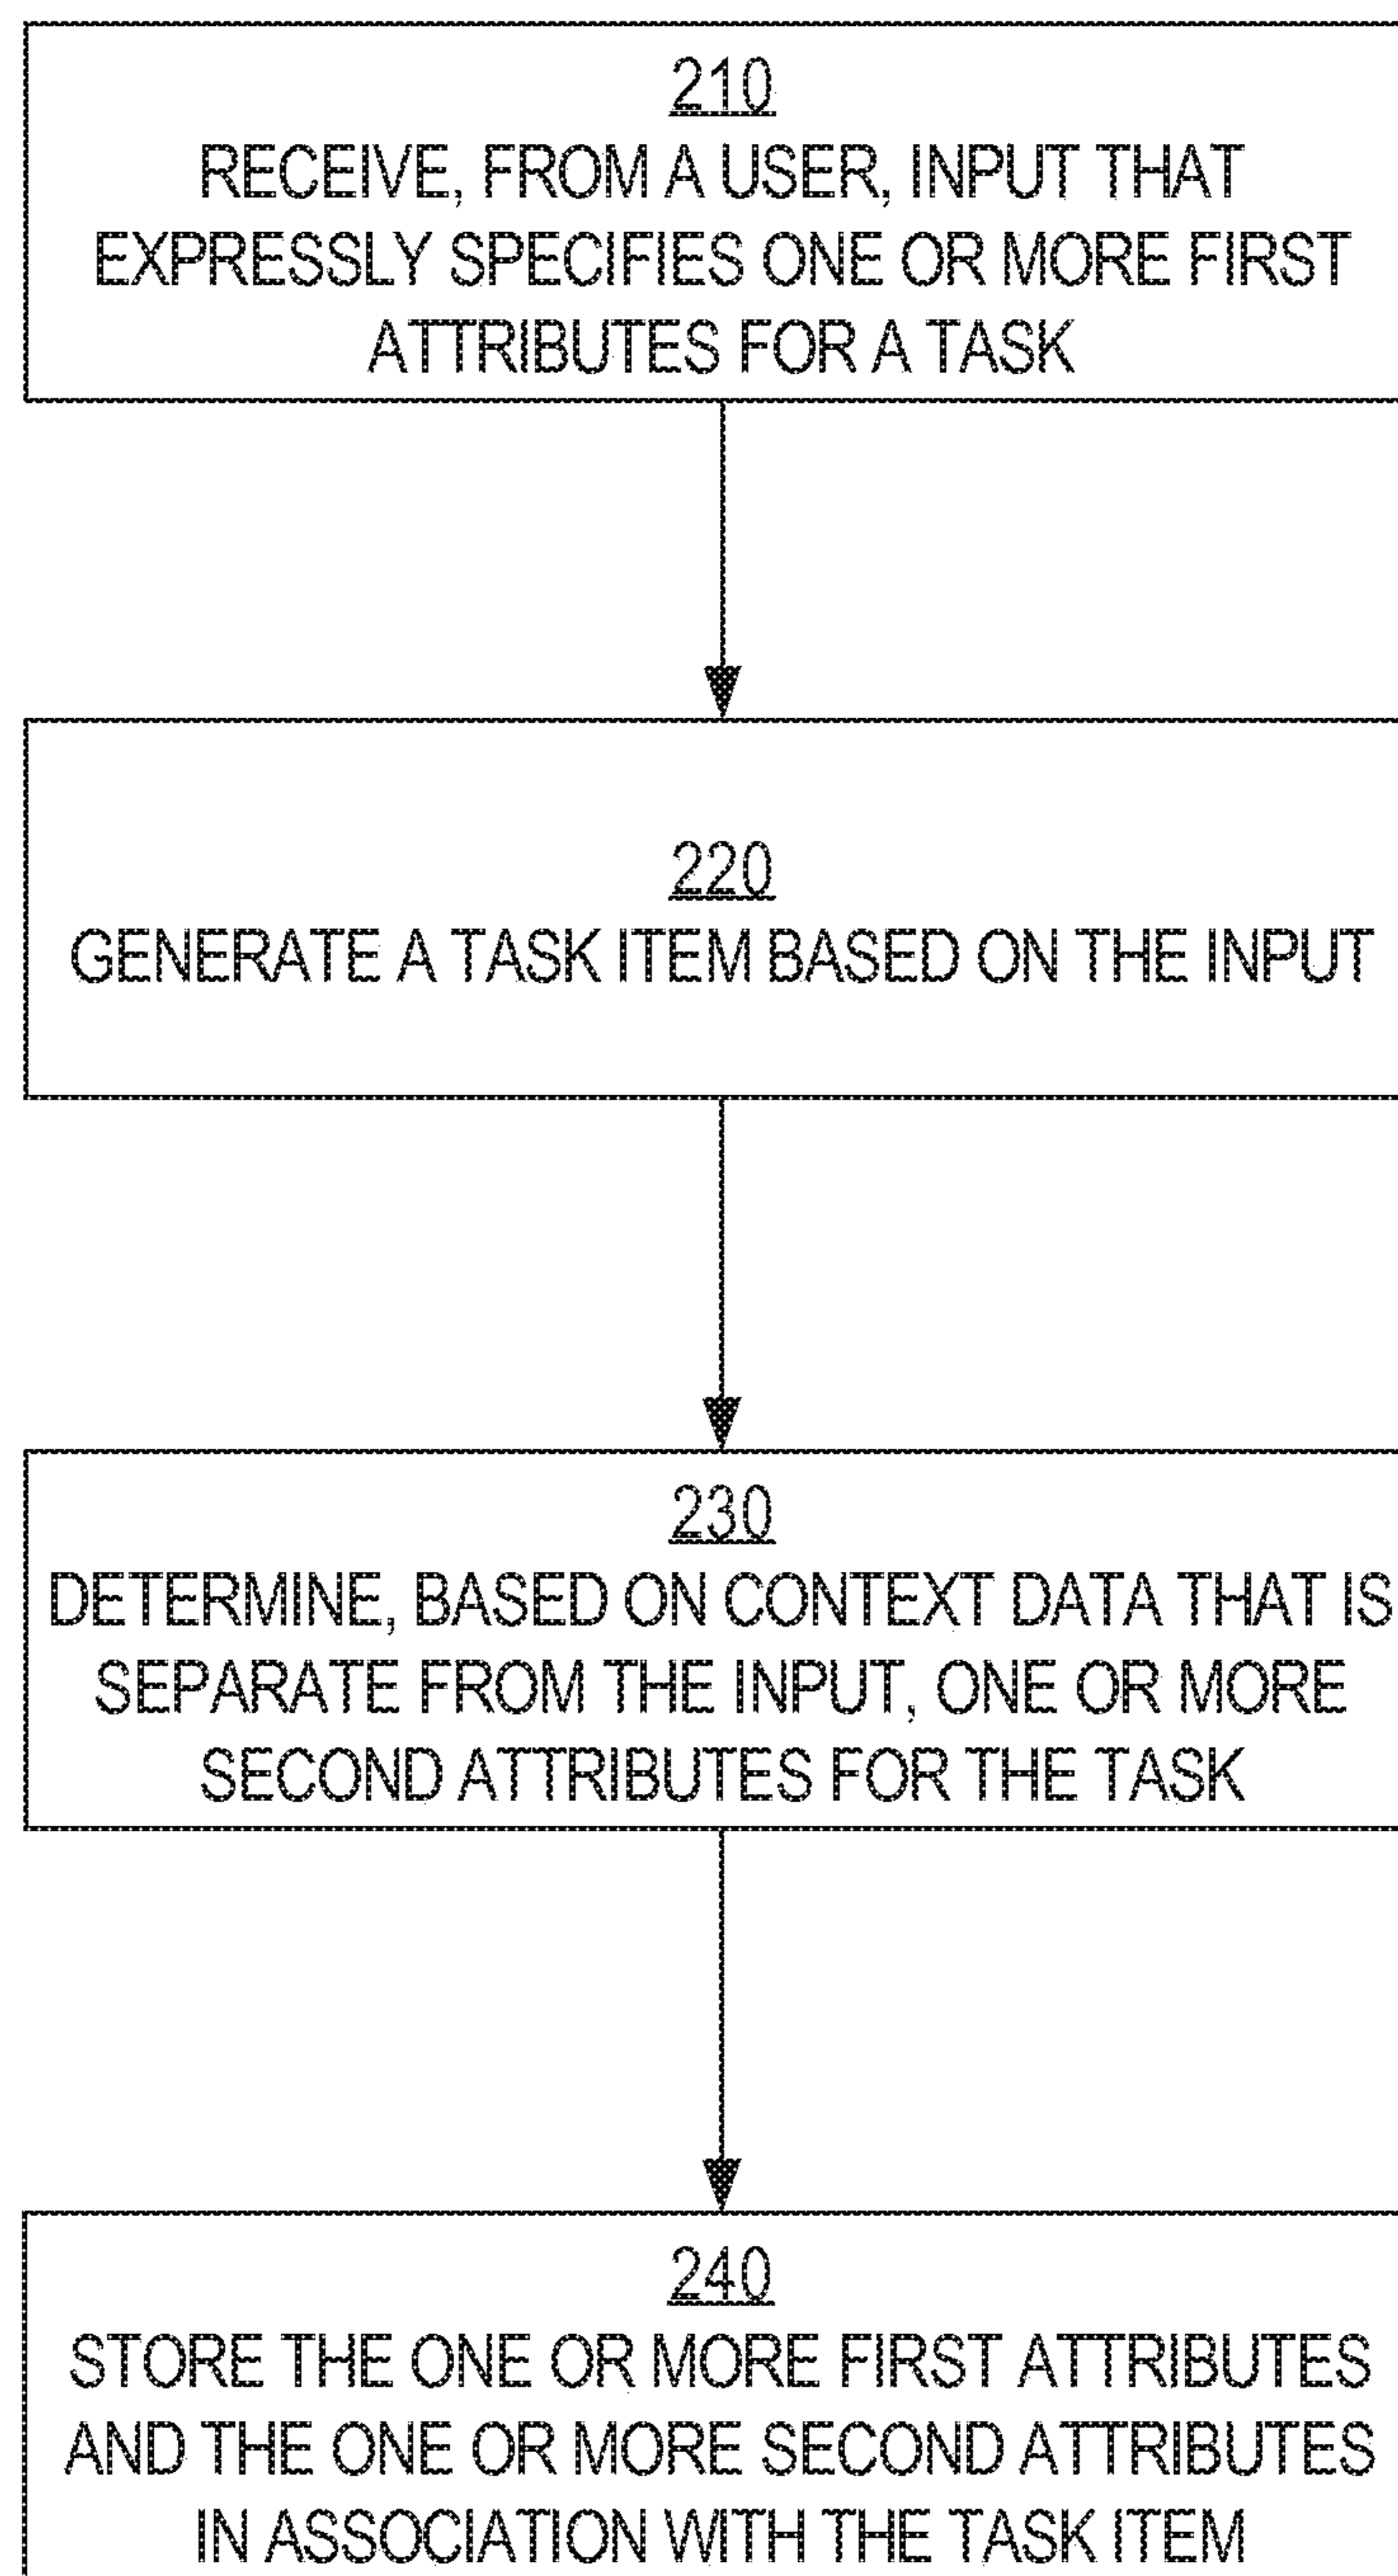 210
RECEIVE, FROM A USER, INPUT THAT
EXPRESSLY SPECIFIES ONE OR MORE FIRST
ATTRIBUTES FOR A TASK
220
GENERATE A TASK ITEM BASED ON THE INPUT
230
DETERMINE, BASED ON CONTEXT DATA THAT IS
SEPARATE FROM THE INPUT, ONE OR MORE
SECOND ATTRIBUTES FOR THE TASK
240
STORE THE ONE OR MORE FIRST ATTRIBUTES
AND THE ONE OR MORE SECOND ATTRIBUTES
IN ASSOCIATION WITH THE TASK ITEM